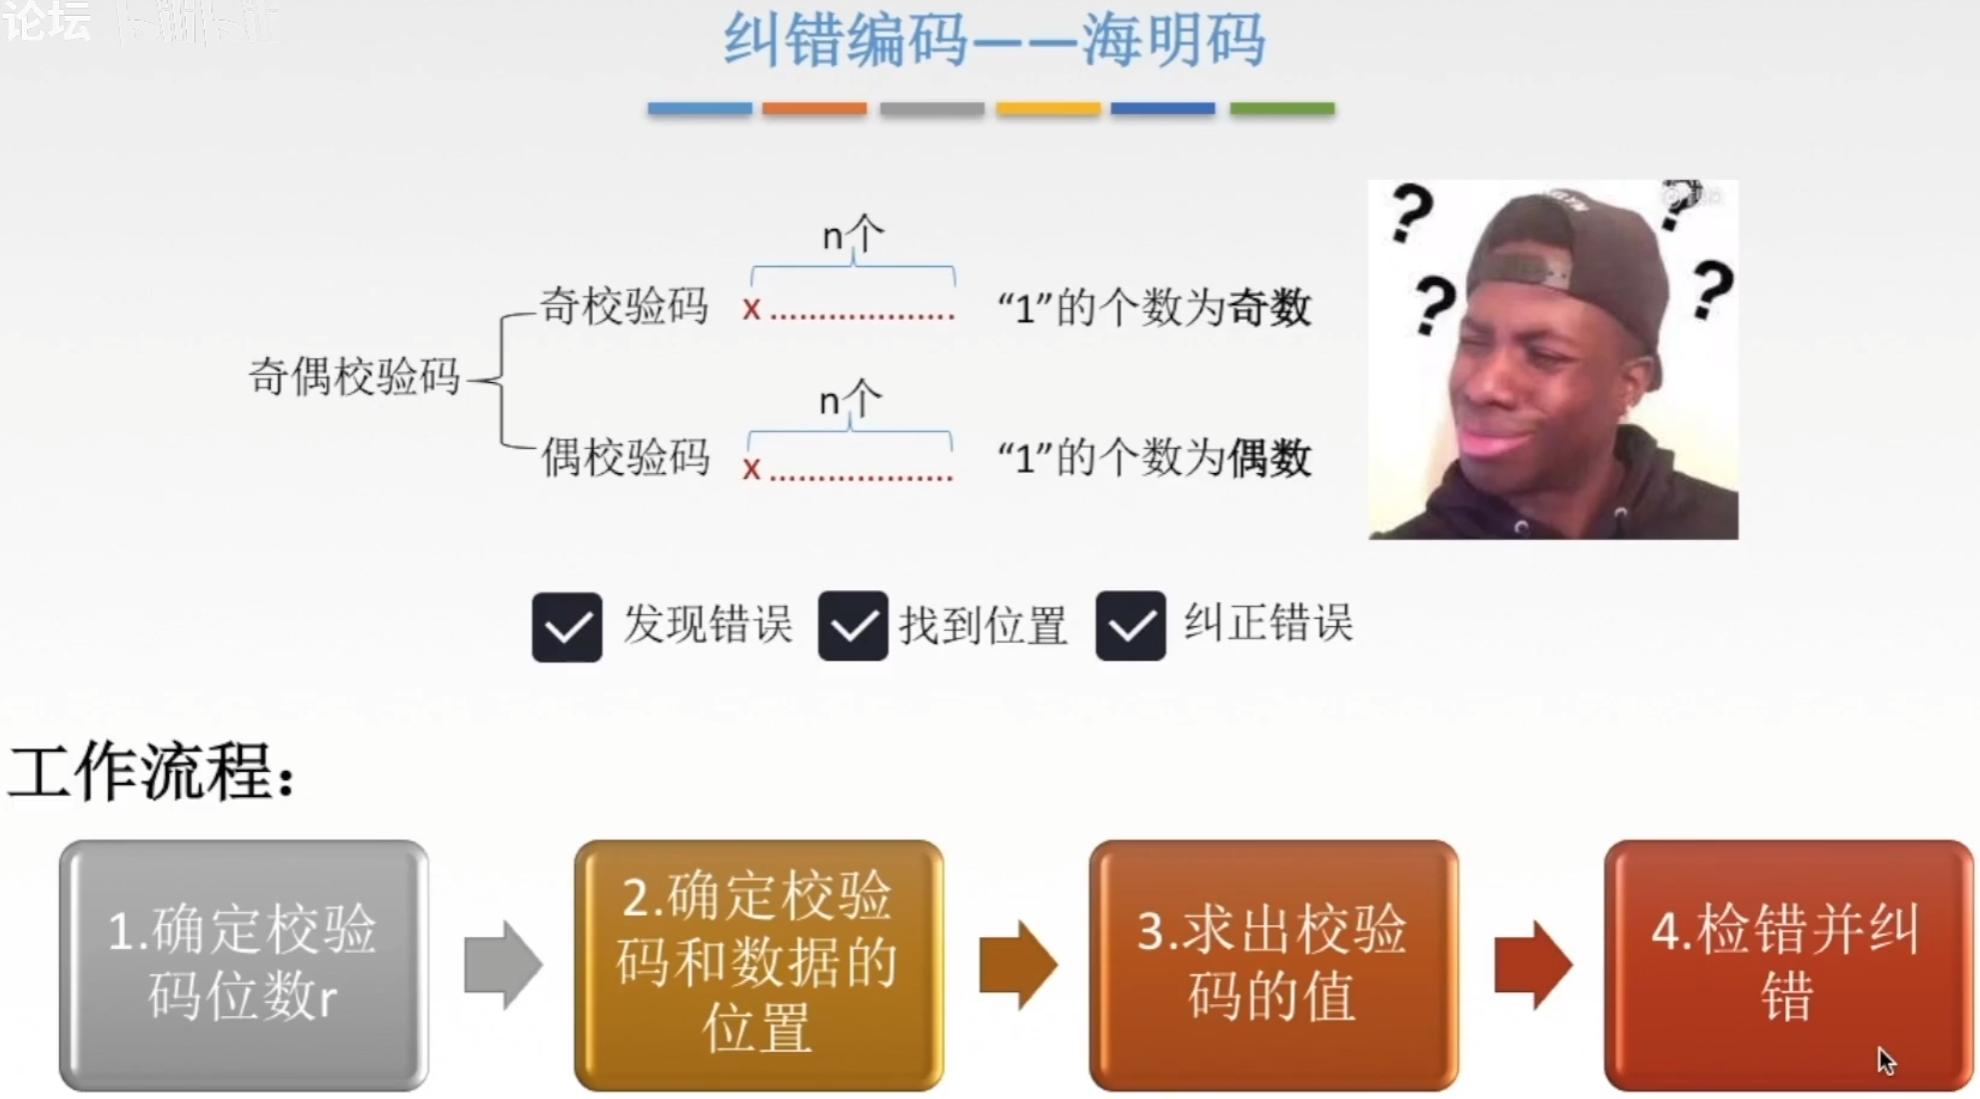 论坛 bilibili
纠错编码——海明码
n个
奇校验码 x................... “1”的个数为奇数
奇偶校验码
n个
偶校验码 x................... “1”的个数为偶数
? ? ? ?
发现错误 找到位置 纠正错误
工作流程：
1.确定校验
码位数r
2.确定校验
码和数据的
位置
3.求出校验
码的值
4.检错并纠
错